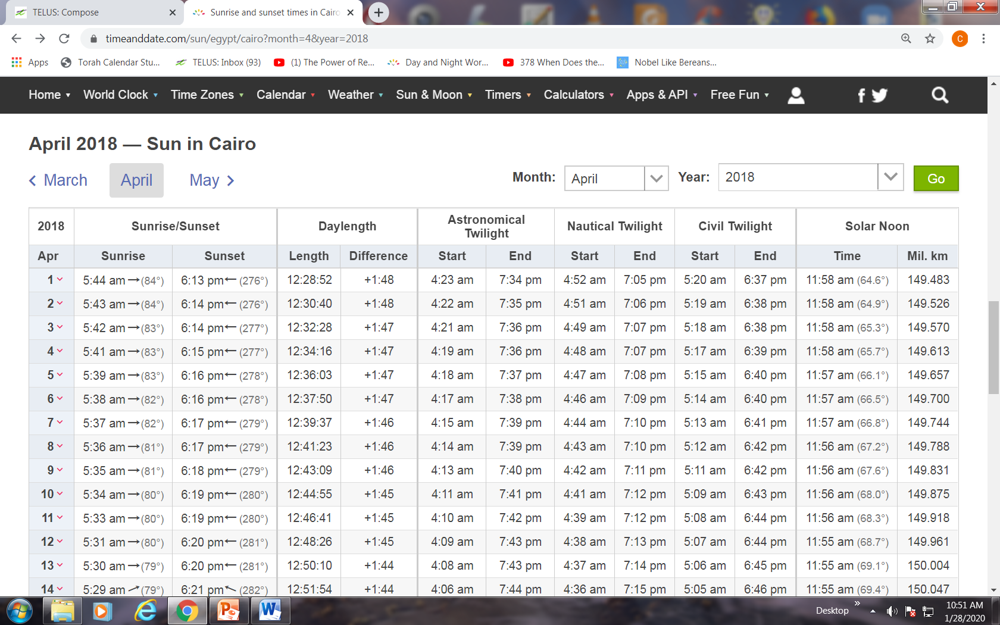 TELUS: Compose
Sunrise and sunset times in Cairo
timeanddate.com/sun/egypt/cairo?month=4&year=2018
C
Apps Torah Calendar Stu... TELUS: Inbox (93) (1) The Power of Re... Day and Night Wor... 378 When Does the... Nobel Like Bereans...
Home World Clock Time Zones Calendar Weather Sun & Moon Timers Calculators Apps & API Free Fun
April 2018 — Sun in Cairo
March April May Month: April Year: 2018 Go
2018 Sunrise/Sunset Daylength Astronomical Twilight Nautical Twilight Civil Twilight Solar Noon
Apr Sunrise Sunset Length Difference Start End Start End Start End Time Mil. km
1 5:44 am → (84°) 6:13 pm ← (276°) 12:28:52 +1:48 4:23 am 7:34 pm 4:52 am 7:05 pm 5:20 am 6:37 pm 11:58 am (64.6°) 149.483
2 5:43 am → (84°) 6:14 pm ← (276°) 12:30:40 +1:48 4:22 am 7:35 pm 4:51 am 7:06 pm 5:19 am 6:38 pm 11:58 am (64.9°) 149.526
3 5:42 am → (83°) 6:14 pm ← (277°) 12:32:28 +1:47 4:21 am 7:36 pm 4:49 am 7:07 pm 5:18 am 6:38 pm 11:58 am (65.3°) 149.570
4 5:41 am → (83°) 6:15 pm ← (277°) 12:34:16 +1:47 4:19 am 7:36 pm 4:48 am 7:07 pm 5:17 am 6:39 pm 11:58 am (65.7°) 149.613
5 5:39 am → (83°) 6:16 pm ← (278°) 12:36:03 +1:47 4:18 am 7:37 pm 4:47 am 7:08 pm 5:15 am 6:40 pm 11:57 am (66.1°) 149.657
6 5:38 am → (82°) 6:16 pm ← (278°) 12:37:50 +1:47 4:17 am 7:38 pm 4:46 am 7:09 pm 5:14 am 6:40 pm 11:57 am (66.5°) 149.700
7 5:37 am → (82°) 6:17 pm ← (279°) 12:39:37 +1:46 4:15 am 7:39 pm 4:44 am 7:10 pm 5:13 am 6:41 pm 11:57 am (66.8°) 149.744
8 5:36 am → (81°) 6:17 pm ← (279°) 12:41:23 +1:46 4:14 am 7:39 pm 4:43 am 7:10 pm 5:12 am 6:42 pm 11:56 am (67.2°) 149.788
9 5:35 am → (81°) 6:18 pm ← (279°) 12:43:09 +1:46 4:13 am 7:40 pm 4:42 am 7:11 pm 5:11 am 6:42 pm 11:56 am (67.6°) 149.831
10 5:34 am → (80°) 6:19 pm ← (280°) 12:44:55 +1:45 4:11 am 7:41 pm 4:41 am 7:12 pm 5:09 am 6:43 pm 11:56 am (68.0°) 149.875
11 5:33 am → (80°) 6:19 pm ← (280°) 12:46:41 +1:45 4:10 am 7:42 pm 4:39 am 7:12 pm 5:08 am 6:44 pm 11:56 am (68.3°) 149.918
12 5:31 am → (80°) 6:20 pm ← (281°) 12:48:26 +1:45 4:09 am 7:43 pm 4:38 am 7:13 pm 5:07 am 6:44 pm 11:55 am (68.7°) 149.961
13 5:30 am → (79°) 6:20 pm ← (281°) 12:50:10 +1:44 4:08 am 7:43 pm 4:37 am 7:14 pm 5:06 am 6:45 pm 11:55 am (69.1°) 150.004
14 5:29 am (79°) 6:21 pm (282°) 12:51:54 +1:44 4:06 am 7:44 pm 4:36 am 7:15 pm 5:05 am 6:46 pm 11:55 am (69.4°) 150.047
Desktop » 10:51 AM
1/28/2020